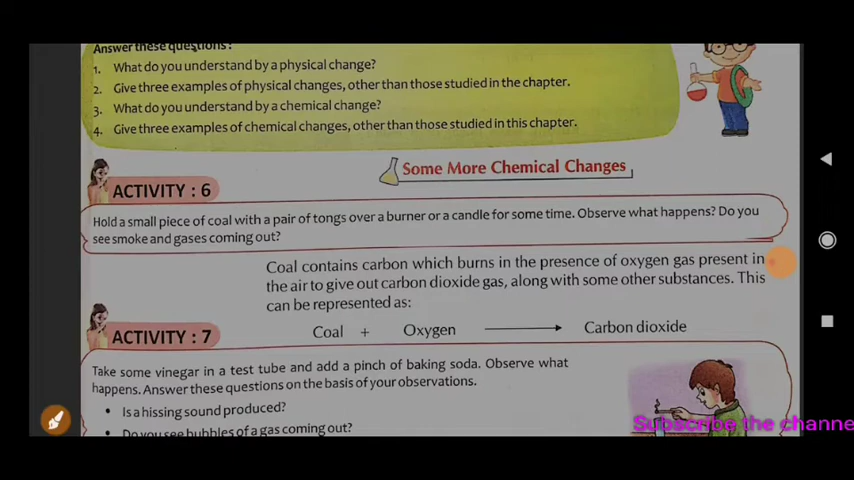 Answer these questions:
1. What do you understand by a physical change?
2. Give three examples of physical changes, other than those studied in the chapter.
3. What do you understand by a chemical change?
4. Give three examples of chemical changes, other than those studied in this chapter.
Some More Chemical Changes
ACTIVITY : 6
Hold a small piece of coal with a pair of tongs over a burner or a candle for some time. Observe what happens? Do you
see smoke and gases coming out?
Coal contains carbon which burns in the presence of oxygen gas present in
the air to give out carbon dioxide gas, along with some other substances. This
can be represented as:
Coal + Oxygen ⟶ Carbon dioxide
ACTIVITY : 7
Take some vinegar in a test tube and add a pinch of baking soda. Observe what
happens. Answer these questions on the basis of your observations.
• Is a hissing sound produced?
• Do you see bubbles of a gas coming out?
Subscribe the channe